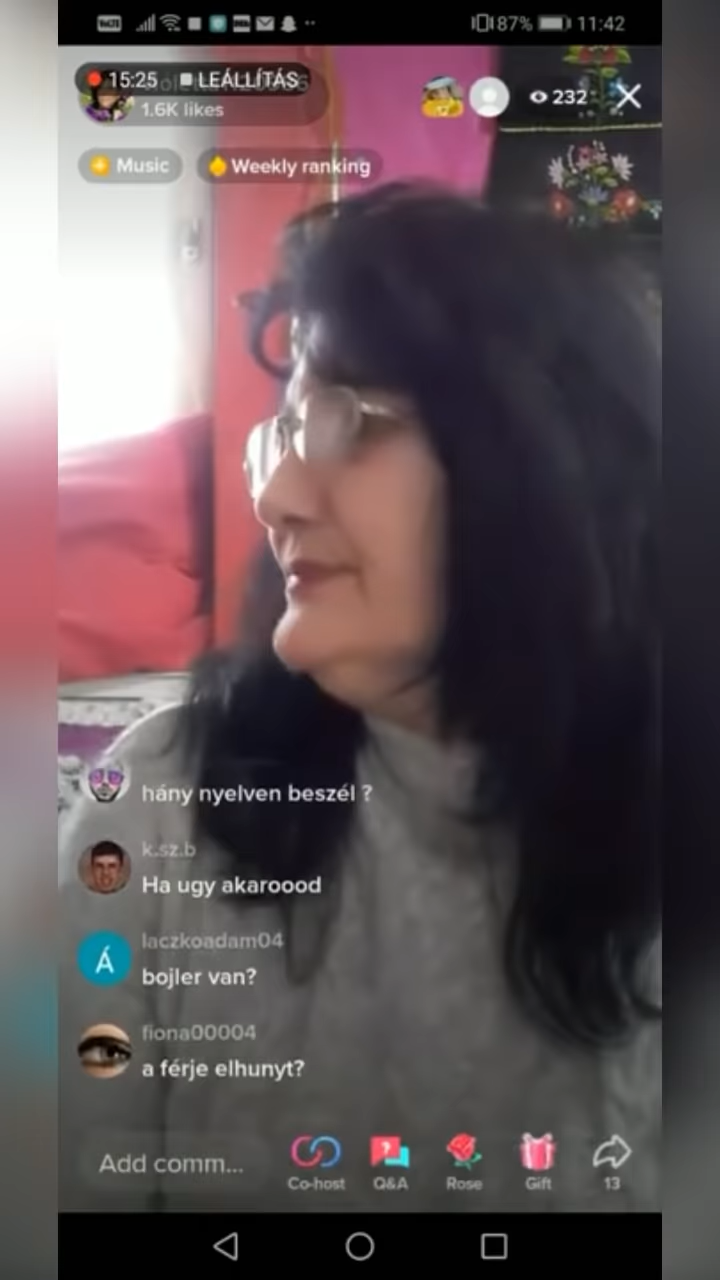 87% 11:42
15:25 LEÁLLÍTÁS
1.6K likes
232
Music
Weekly ranking
hány nyelven beszél ?
k.sz.b
Ha ugy akaroood
laczkoadam04
Á
bojler van?
fiona00004
a férje elhunyt?
Add comm...
Co-host
Q&A
Rose
Gift
13